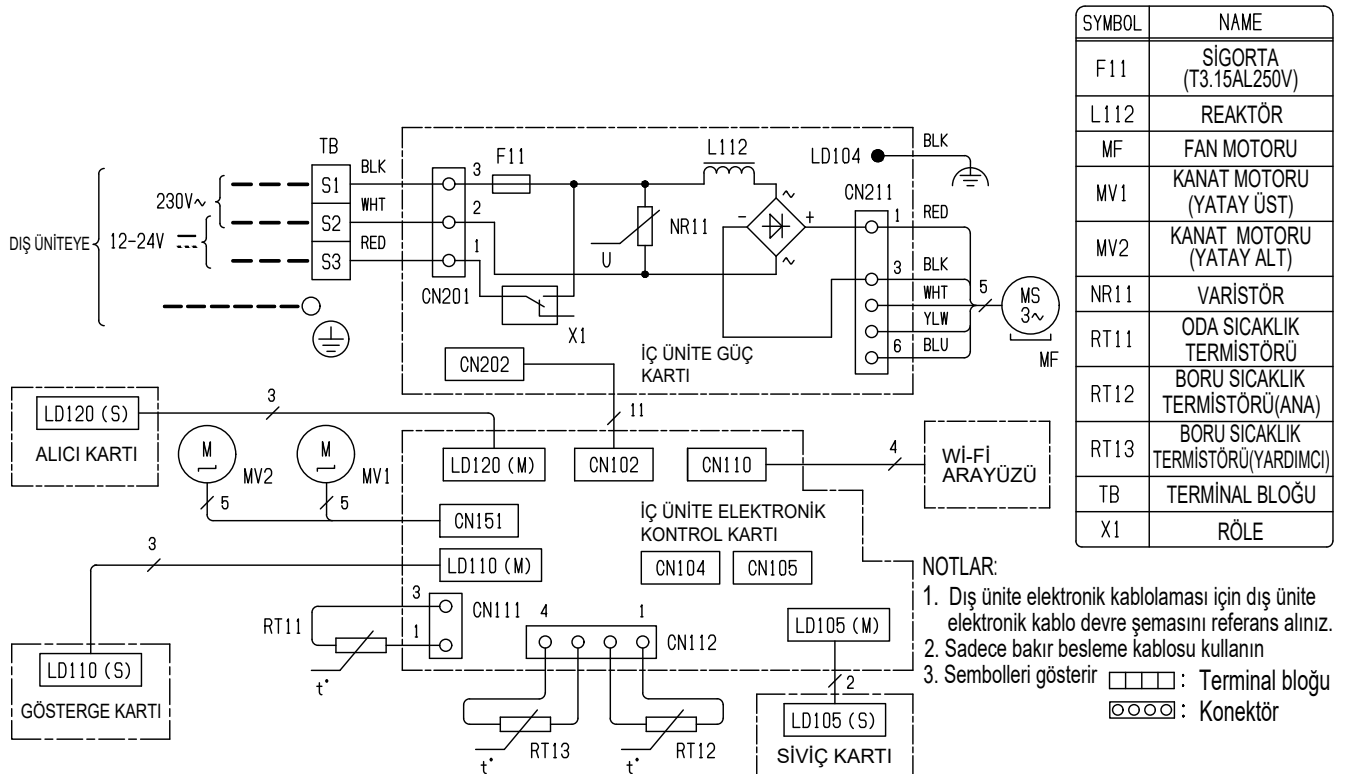 SYMBOL NAME
F11 SİGORTA
(T3.15AL250V)
L112 REAKTÖR
MF FAN MOTORU
MV1 KANAT MOTORU
(YATAY ÜST)
MV2 KANAT MOTORU
(YATAY ALT)
NR11 VARİSTÖR
RT11 ODA SICAKLIK
TERMİSTÖRÜ
RT12 BORU SICAKLIK
TERMİSTÖRÜ(ANA)
RT13 BORU SICAKLIK
TERMİSTÖRÜ(YARDIMCI)
TB TERMİNAL BLOĞU
X1 RÖLE
DIŞ ÜNİTEYE
230V~
12-24V
TB
S1
S2
S3
BLK
WHT
RED
3
2
1
CN201
F11
X1
NR11
U
L112
~
-
+
~
LD104
BLK
CN211
1
RED
3
BLK
WHT
YLW
6
BLU
5
MS
3~
MF
İÇ ÜNİTE GÜÇ
KARTI
CN202
11
LD120 (S)
ALICI KARTI
3
M
MV2
5
M
MV1
5
LD120 (M)
CN102
CN110
4
Wİ-Fİ
ARAYÜZÜ
CN151
LD110 (M)
3
LD110 (S)
GÖSTERGE KARTI
İÇ ÜNİTE ELEKTRONİK
KONTROL KARTI
CN104
CN105
RT11
t°
3
1
CN111
4
1
CN112
RT13
t°
RT12
t°
LD105 (M)
2
LD105 (S)
SİVİÇ KARTI
NOTLAR:
1. Dış ünite elektronik kablolaması için dış ünite
elektronik kablo devre şemasını referans alınız.
2. Sadece bakır besleme kablosu kullanın
3. Sembolleri gösterir : Terminal bloğu
: Konektör